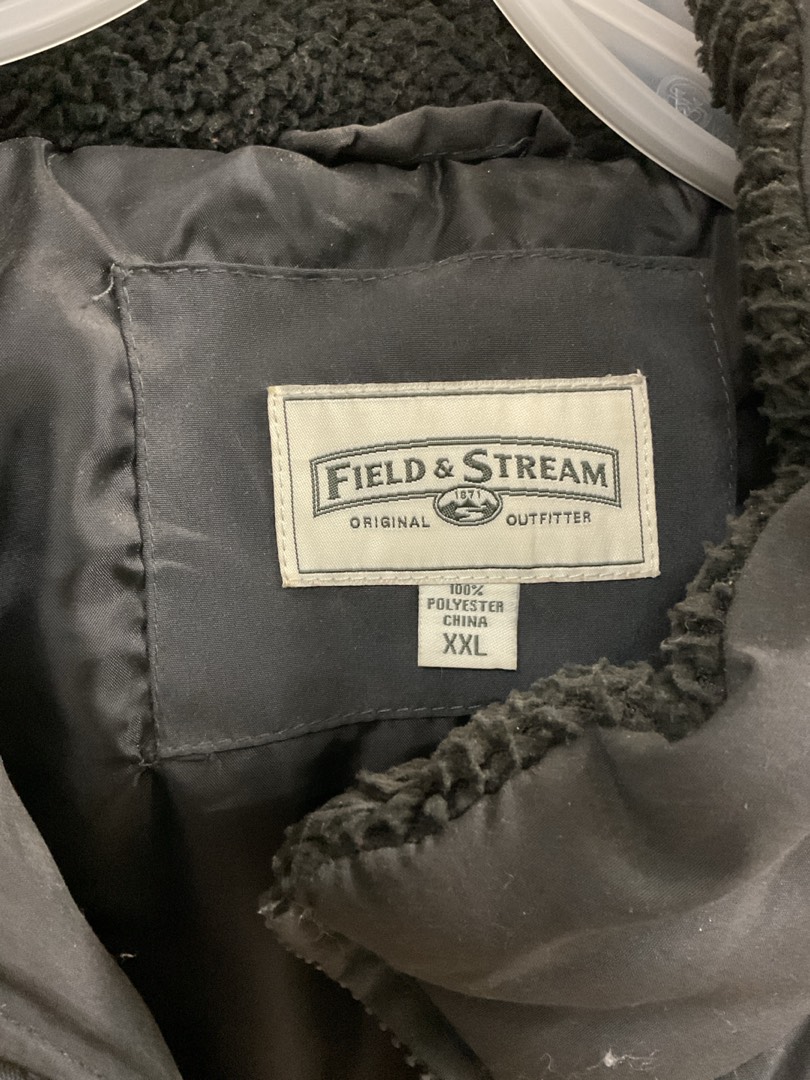 FIELD & STREAM
1871
ORIGINAL OUTFITTER
100%
POLYESTER
CHINA
XXL